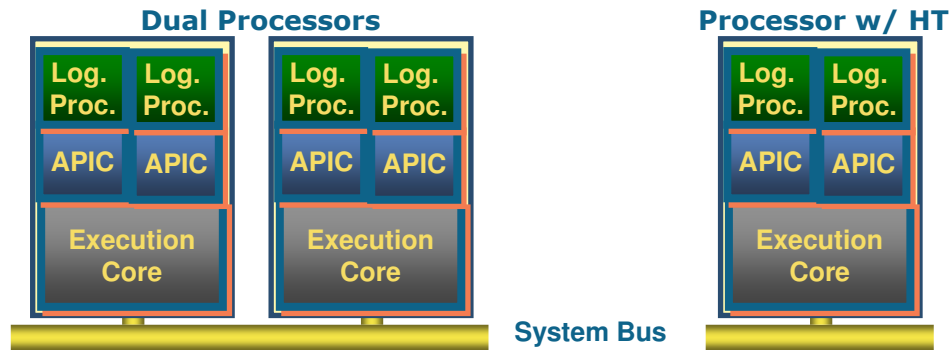 Dual Processors
Processor w/ HT
Log.
Proc.
Log.
Proc.
APIC
APIC
Execution
Core
Log.
Proc.
Log.
Proc.
APIC
APIC
Execution
Core
Log.
Proc.
Log.
Proc.
APIC
APIC
Execution
Core
System Bus